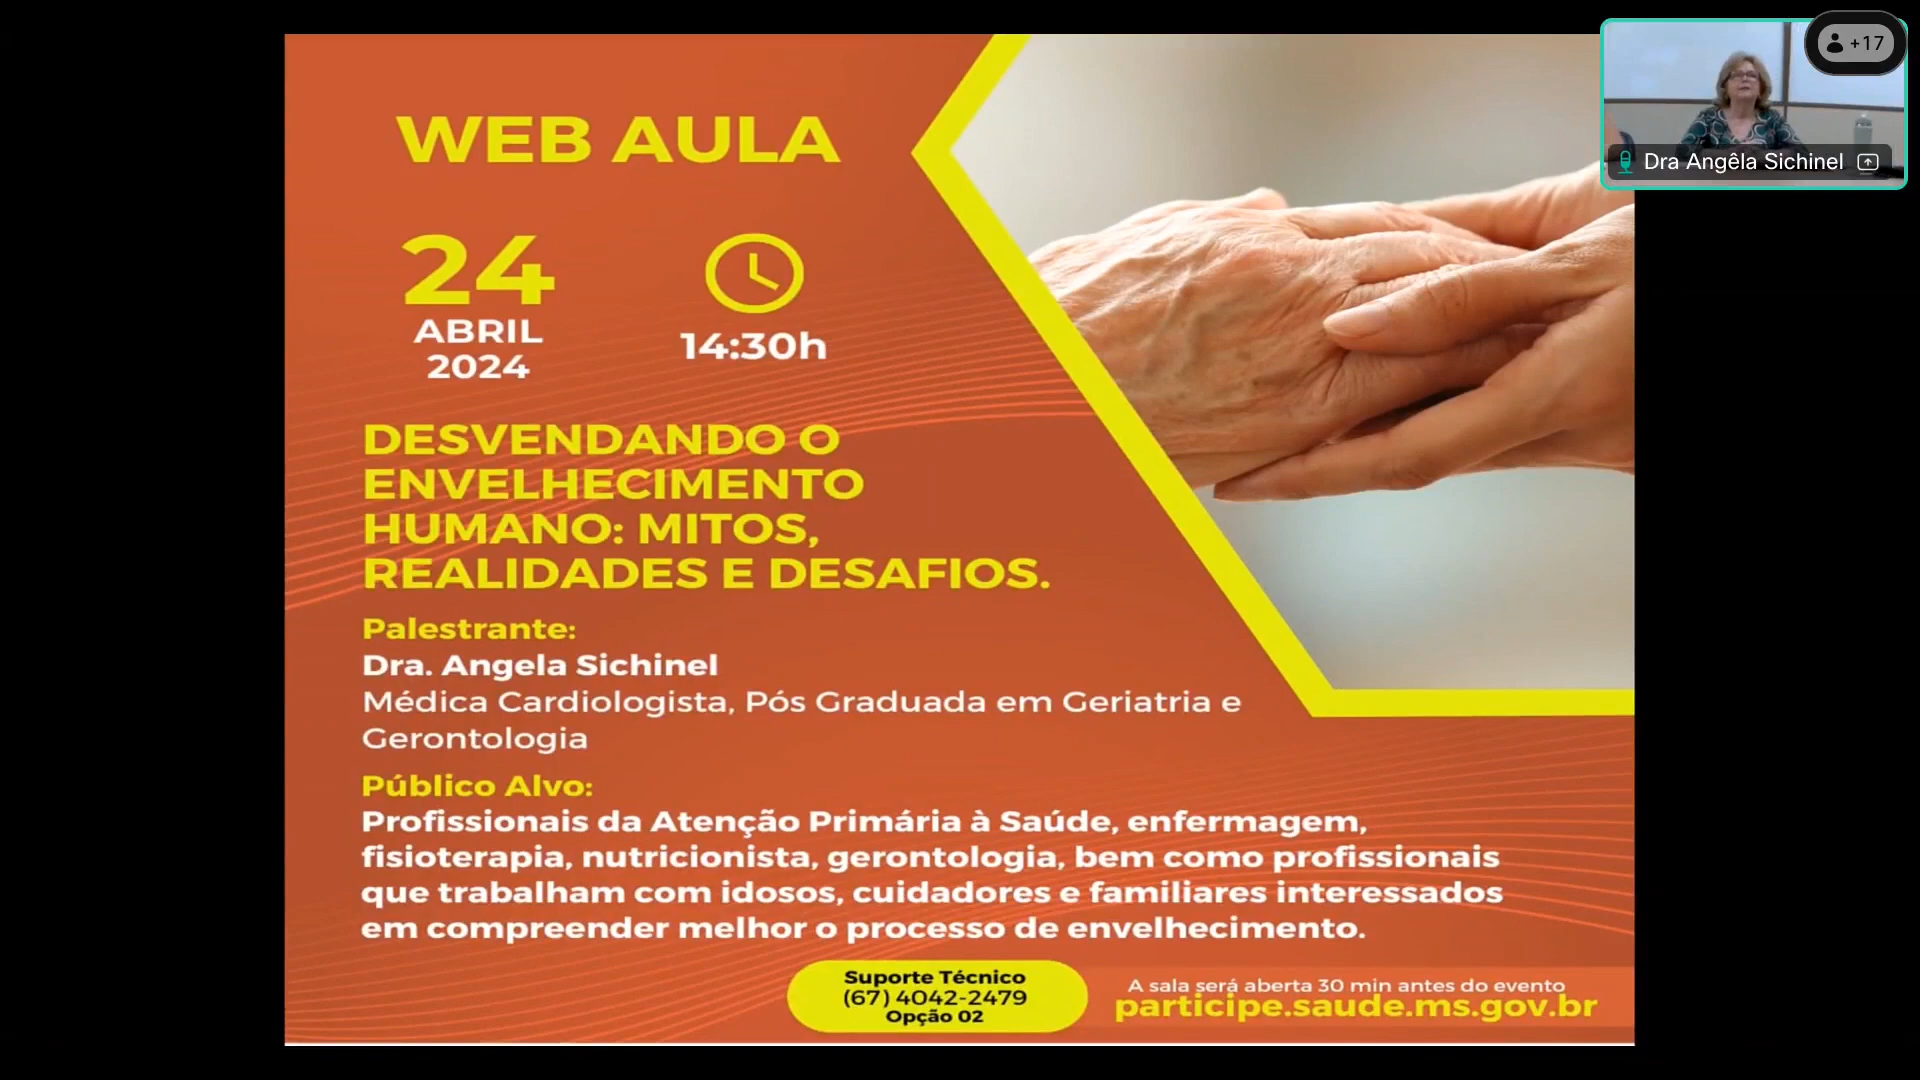 WEB AULA
24
ABRIL
2024
14:30h
DESVENDANDO O
ENVELHECIMENTO
HUMANO: MITOS,
REALIDADES E DESAFIOS.
Palestrante:
Dra. Angela Sichinel
Médica Cardiologista, Pós Graduada em Geriatria e
Gerontologia
Público Alvo:
Profissionais da Atenção Primária à Saúde, enfermagem,
fisioterapia, nutricionista, gerontologia, bem como profissionais
que trabalham com idosos, cuidadores e familiares interessados
em compreender melhor o processo de envelhecimento.
Suporte Técnico
(67) 4042-2479
Opção 02
A sala será aberta 30 min antes do evento
participe.saude.ms.gov.br
+17
Dra Angêla Sichinel